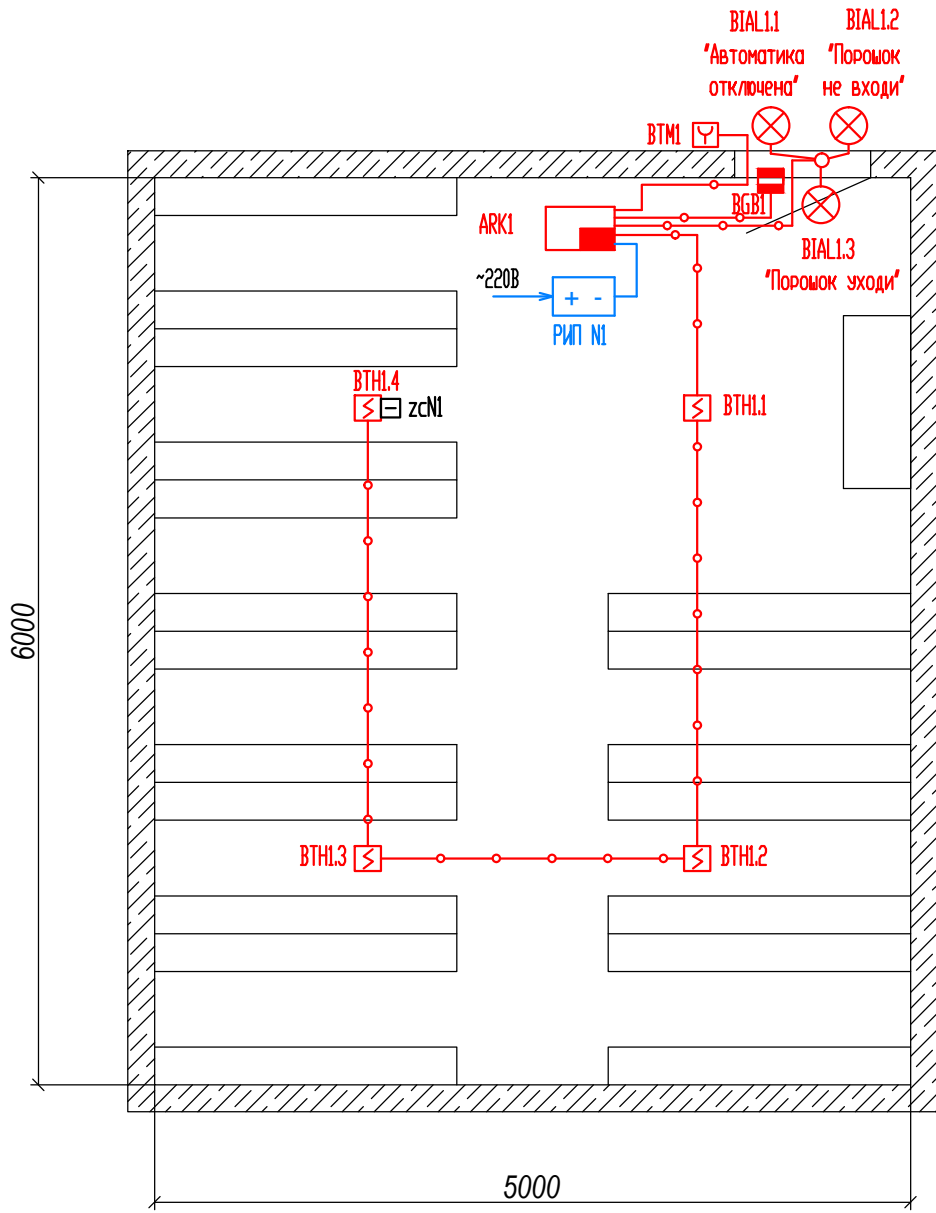 BIAL1.1
"Автоматика
отключена"
BIAL1.2
"Порошок
не входи"
BTM1
BGB1
ARK1
BIAL1.3
"Порошок уходи"
~220В
+ -
РИП N1
BTH1.4
zcN1
BTH1.1
6000
BTH1.3
BTH1.2
5000